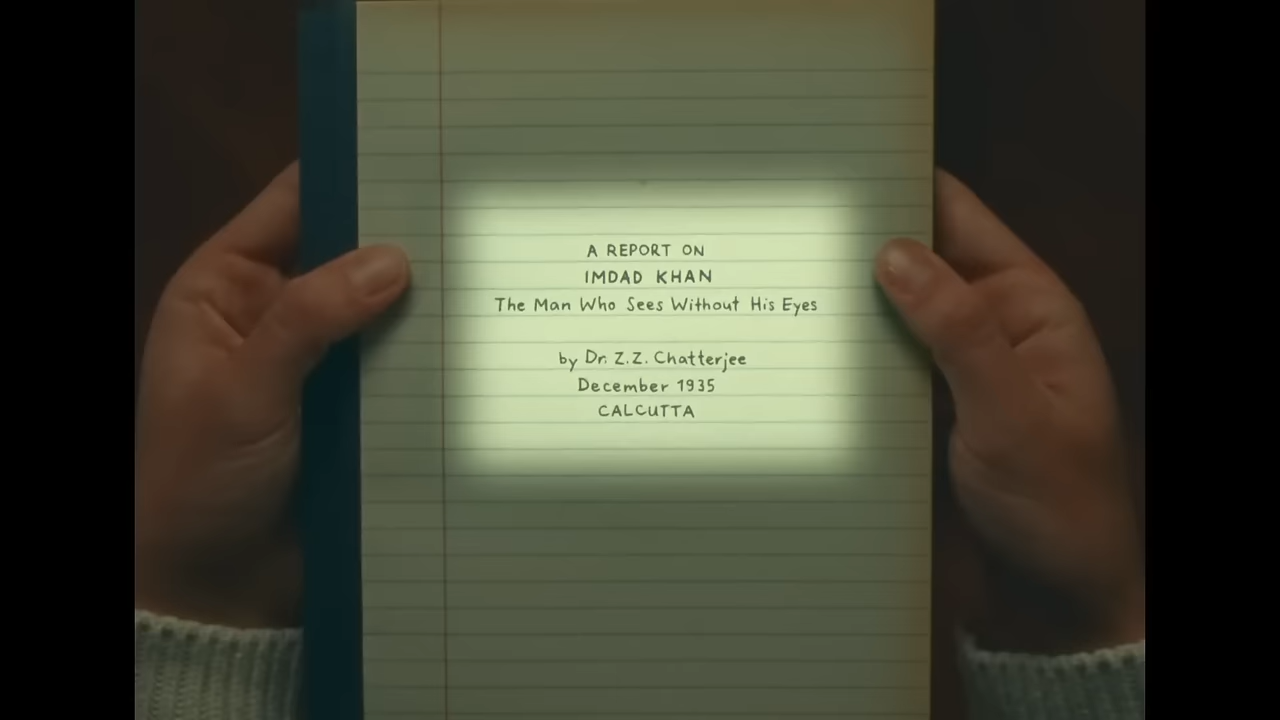 A REPORT ON
IMDAD KHAN
The Man Who Sees Without His Eyes
by Dr. Z.Z. Chatterjee
December 1935
CALCUTTA